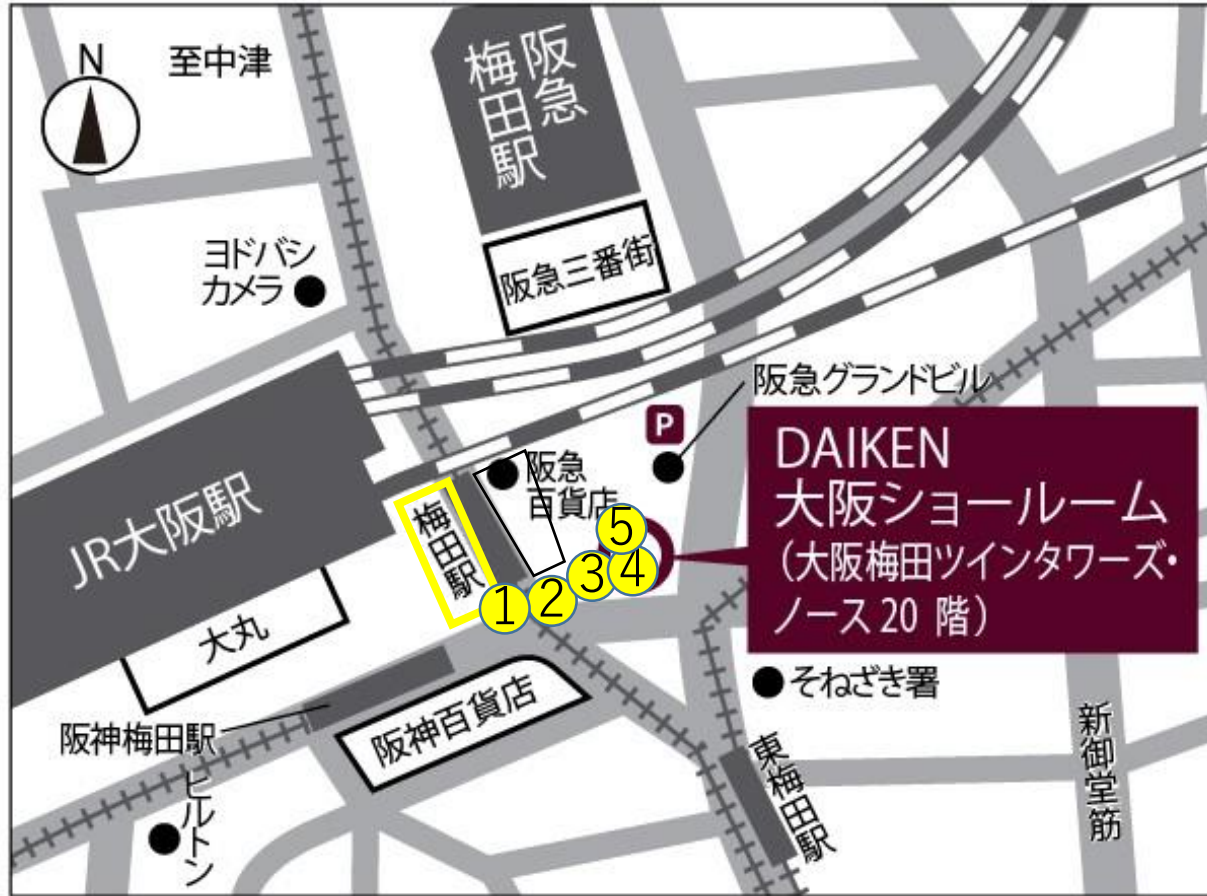 N
至中津
阪急
梅田駅
ヨドバシ
カメラ
阪急三番街
阪急グランドビル
P
DAIKEN
大阪ショールーム
（大阪梅田ツインタワーズ・
ノース20 階）
JR大阪駅
梅田駅
阪急
百貨店
⑤
③
④
①
②
大丸
そねざき署
阪神百貨店
阪神梅田駅
新御堂筋
東梅田駅
ヒルトン